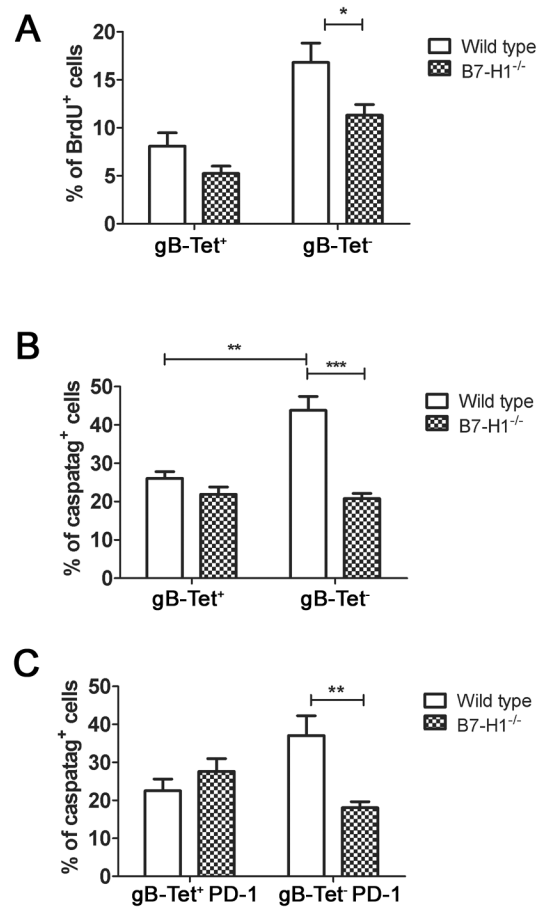 A
% of BrdU⁺ cells
20
15
10
5
0
*
Wild type
B7-H1⁻/⁻
gB-Tet⁺ gB-Tet⁻
B
% of caspatag⁺ cells
50
40
30
20
10
0
**
***
Wild type
B7-H1⁻/⁻
gB-Tet⁺ gB-Tet⁻
C
% of caspatag⁺ cells
50
40
30
20
10
0
**
Wild type
B7-H1⁻/⁻
gB-Tet⁺ PD-1 gB-Tet⁻ PD-1